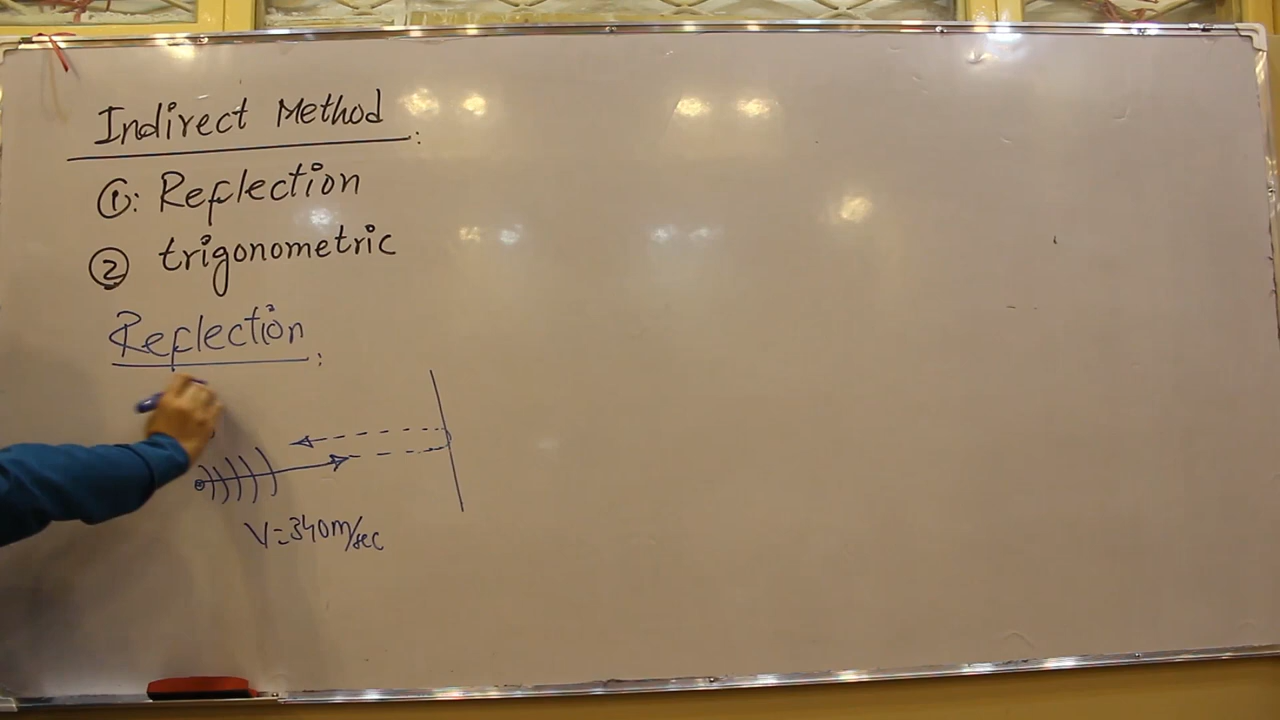 Indirect Method :
①: Reflection
② trigonometric
Reflection :
V=340m/sec